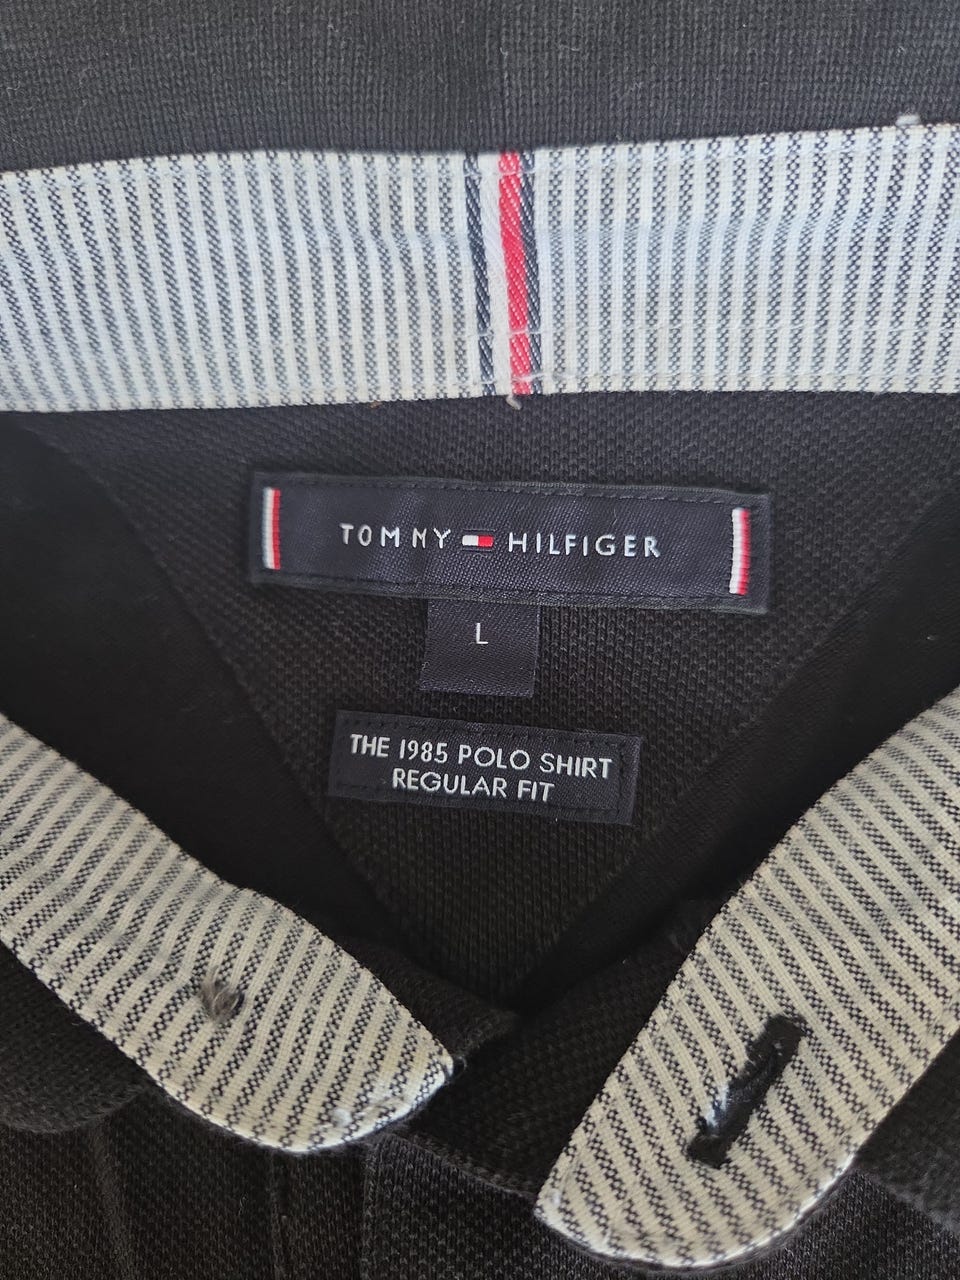 TOMMY HILFIGER
L
THE 1985 POLO SHIRT
REGULAR FIT